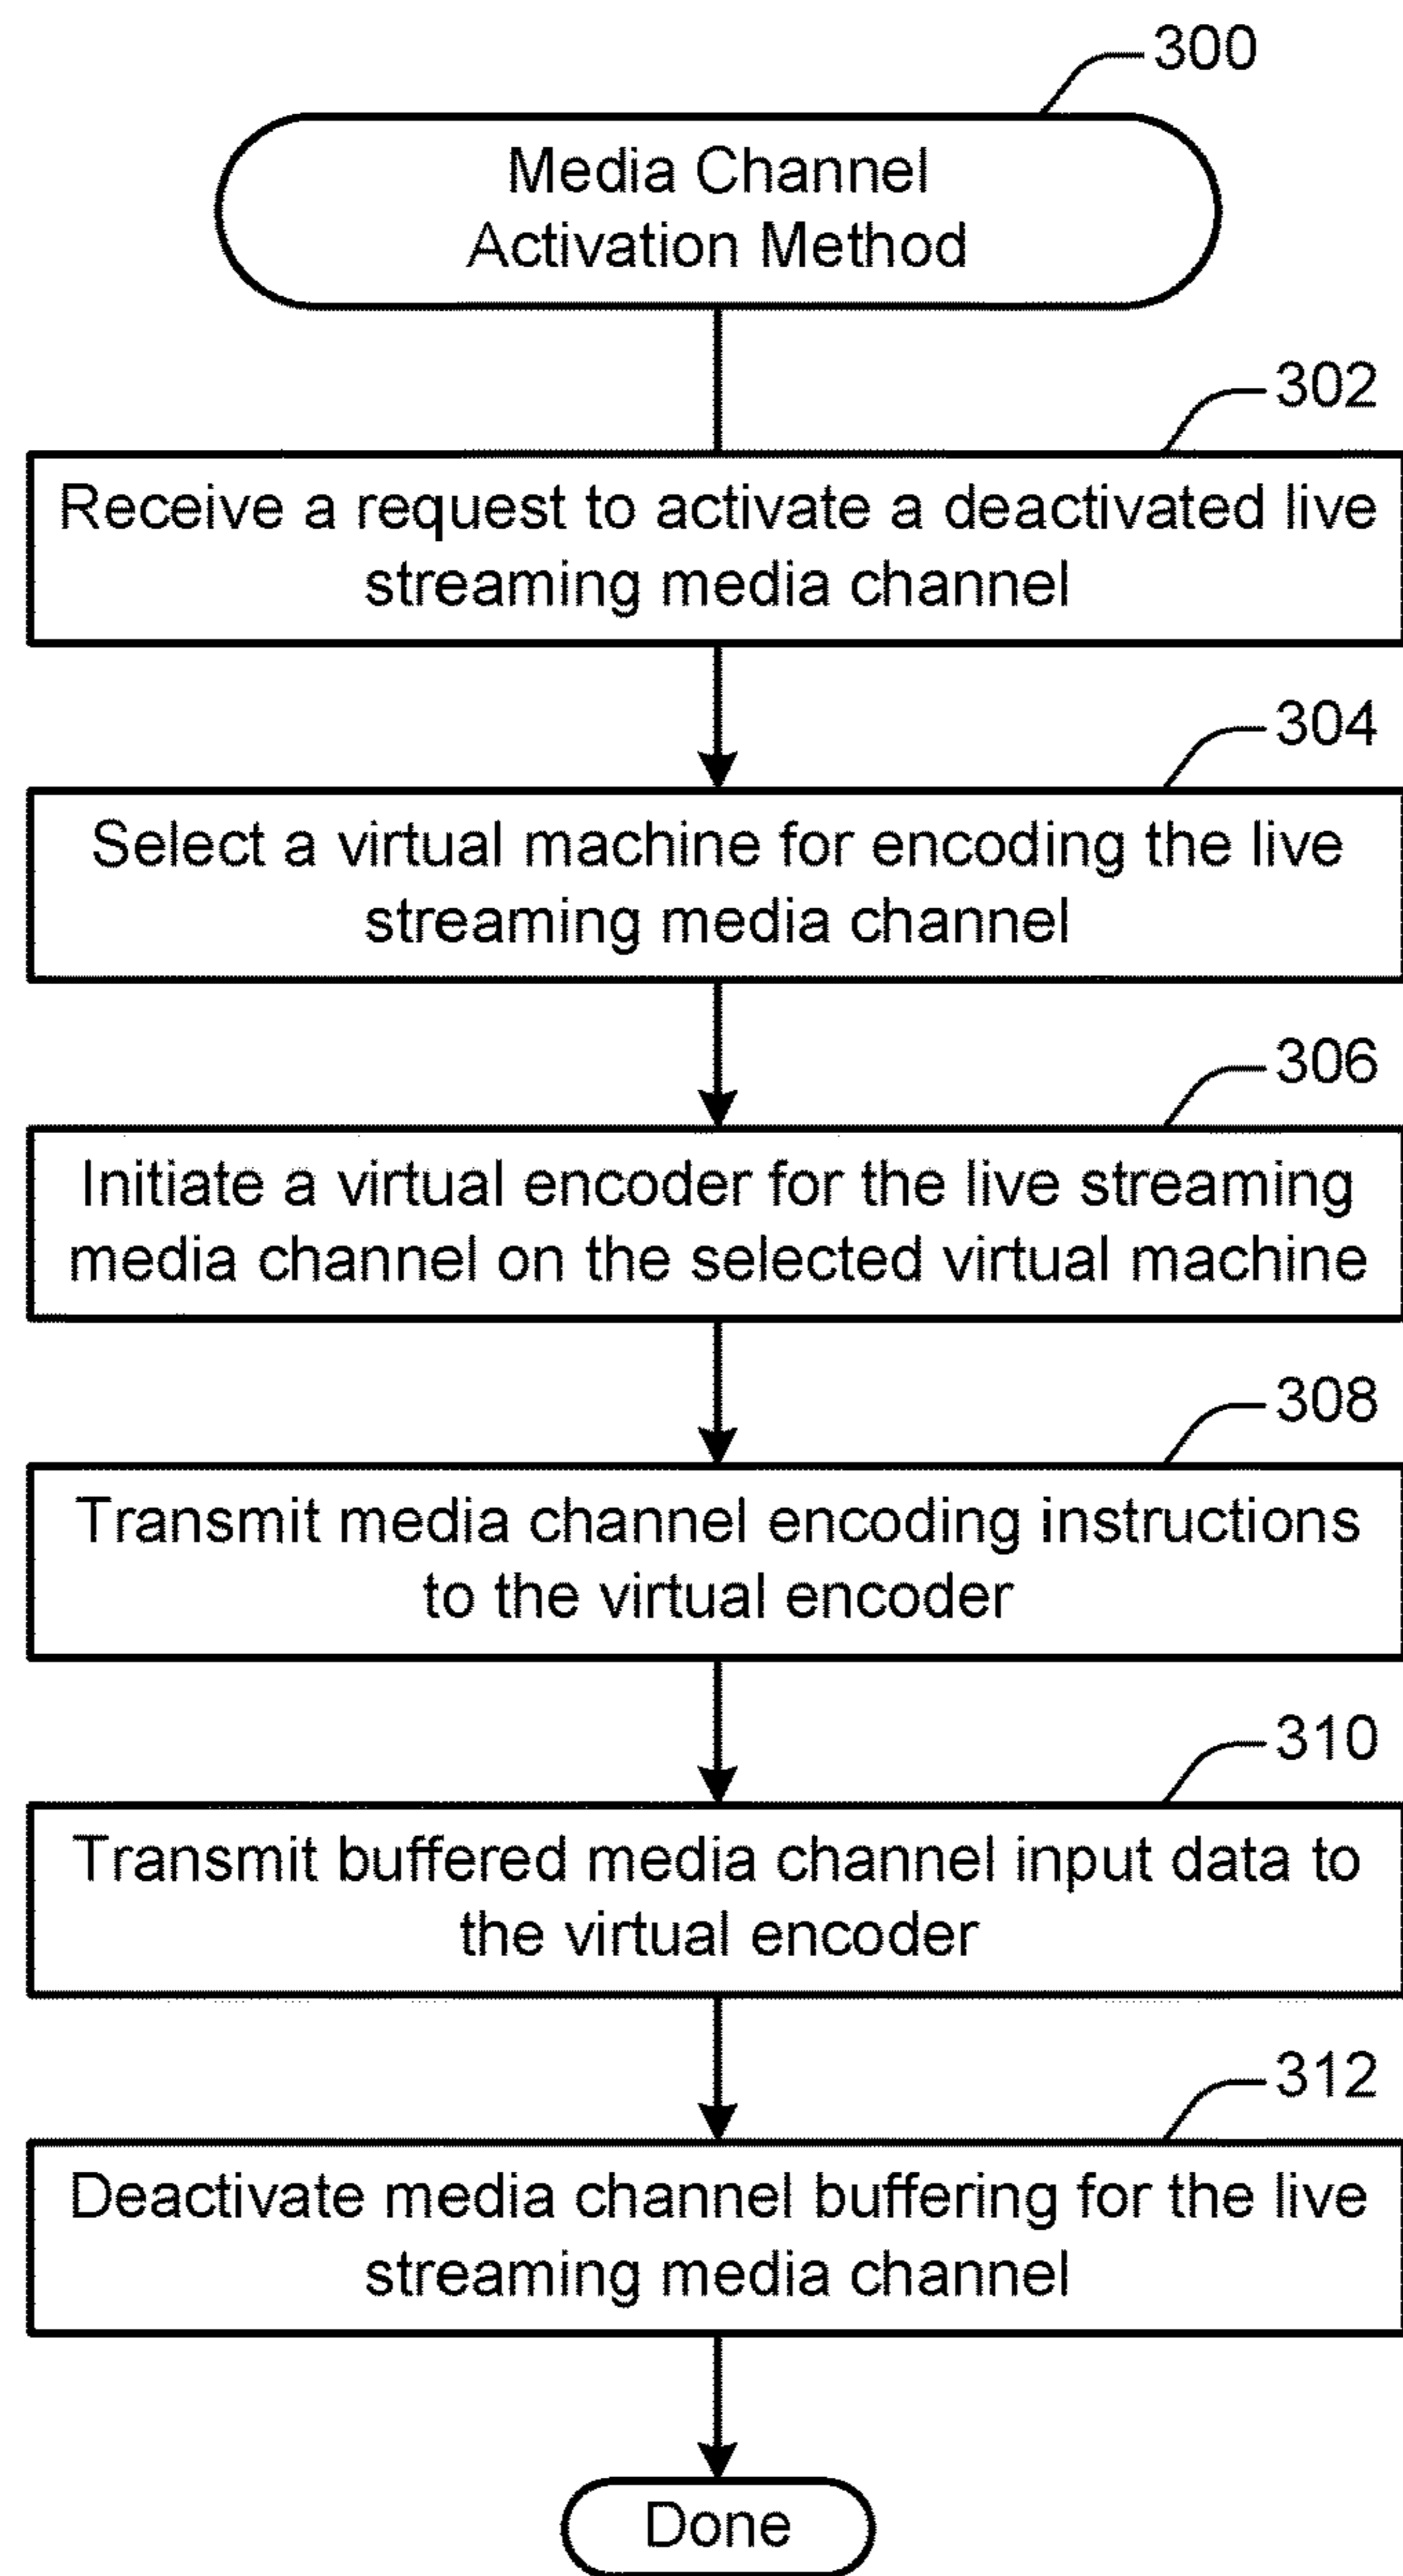 300
Media Channel
Activation Method
302
Receive a request to activate a deactivated live
streaming media channel
304
Select a virtual machine for encoding the live
streaming media channel
306
Initiate a virtual encoder for the live streaming
media channel on the selected virtual machine
308
Transmit media channel encoding instructions
to the virtual encoder
310
Transmit buffered media channel input data to
the virtual encoder
312
Deactivate media channel buffering for the live
streaming media channel
Done